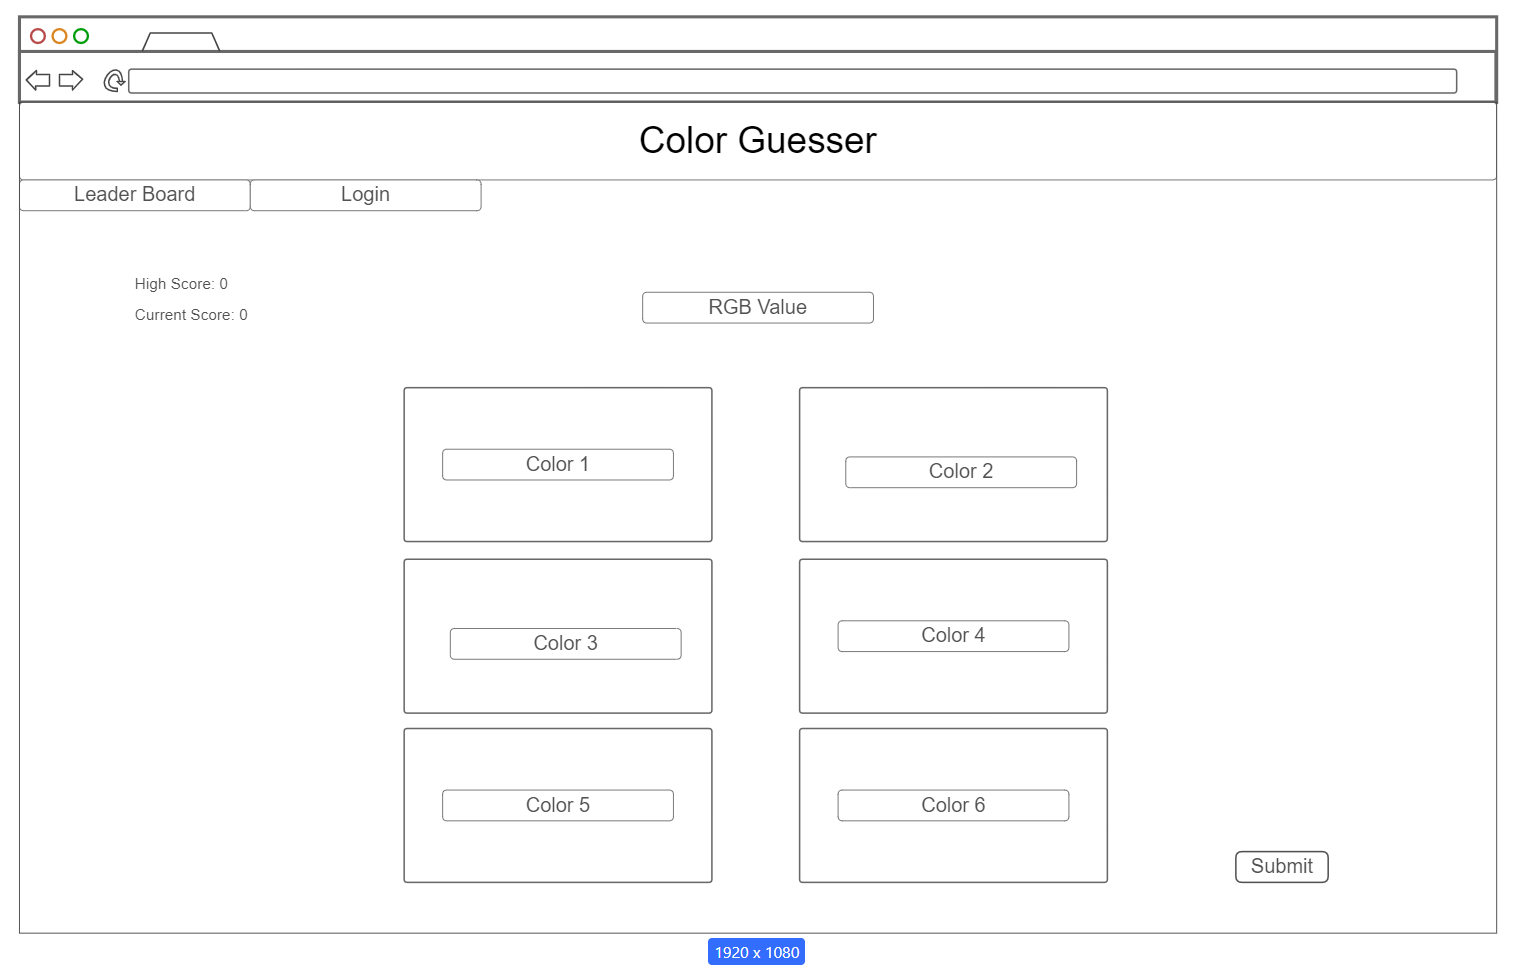 Color Guesser
Leader Board
Login
High Score: 0
Current Score: 0
RGB Value
Color 1
Color 2
Color 3
Color 4
Color 5
Color 6
Submit
1920 x 1080